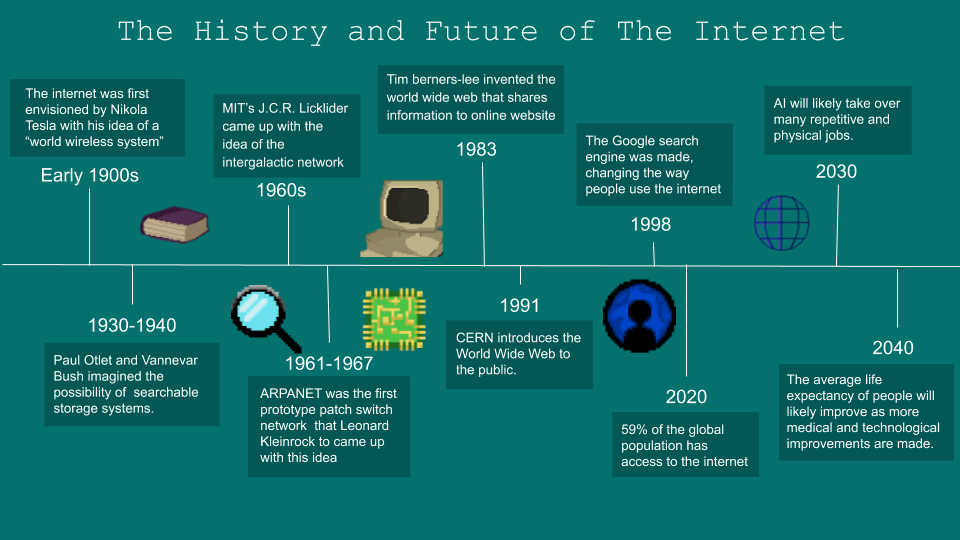 The History and Future of The Internet
The internet was first
envisioned by Nikola
Tesla with his idea of a
“world wireless system”
Early 1900s
MIT's J.C.R. Licklider
came up with the
idea of the
intergalactic network
1960s
Tim berners-lee invented the
world wide web that shares
information to online website
1983
The Google search
engine was made,
changing the way
people use the internet
1998
AI will likely take over
many repetitive and
physical jobs.
2030
1930-1940
Paul Otlet and Vannevar
Bush imagined the
possibility of  searchable
storage systems.
1961-1967
ARPANET was the first
prototype patch switch
network  that Leonard
Kleinrock to came up
with this idea
1991
CERN introduces the
World Wide Web to
the public.
2020
59% of the global
population has
access to the internet
2040
The average life
expectancy of people will
likely improve as more
medical and technological
improvements are made.